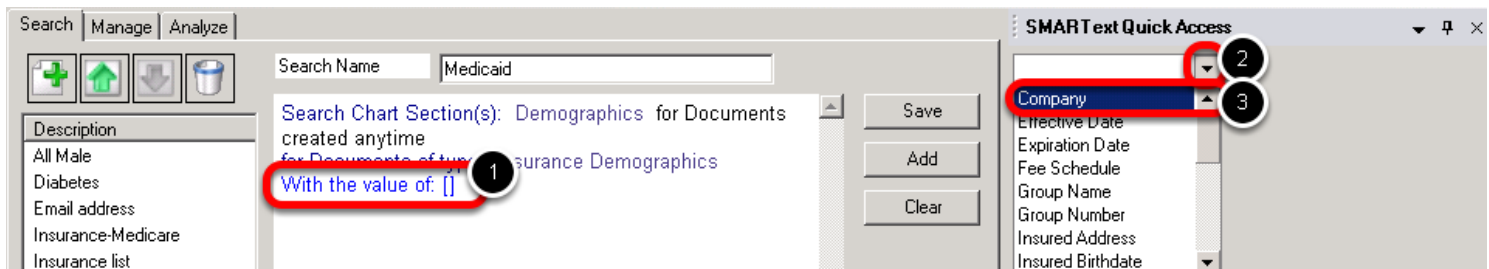 Search Manage Analyze
SMARText Quick Access
Search Name Medicaid
2
3
Description
All Male
Diabetes
Email address
Insurance-Medicare
Insurance list
Search Chart Section(s): Demographics for Documents
created anytime
for Documents of type Insurance Demographics
With the value of: []
1
Save
Add
Clear
Company
Effective Date
Expiration Date
Fee Schedule
Group Name
Group Number
Insured Address
Insured Birthdate